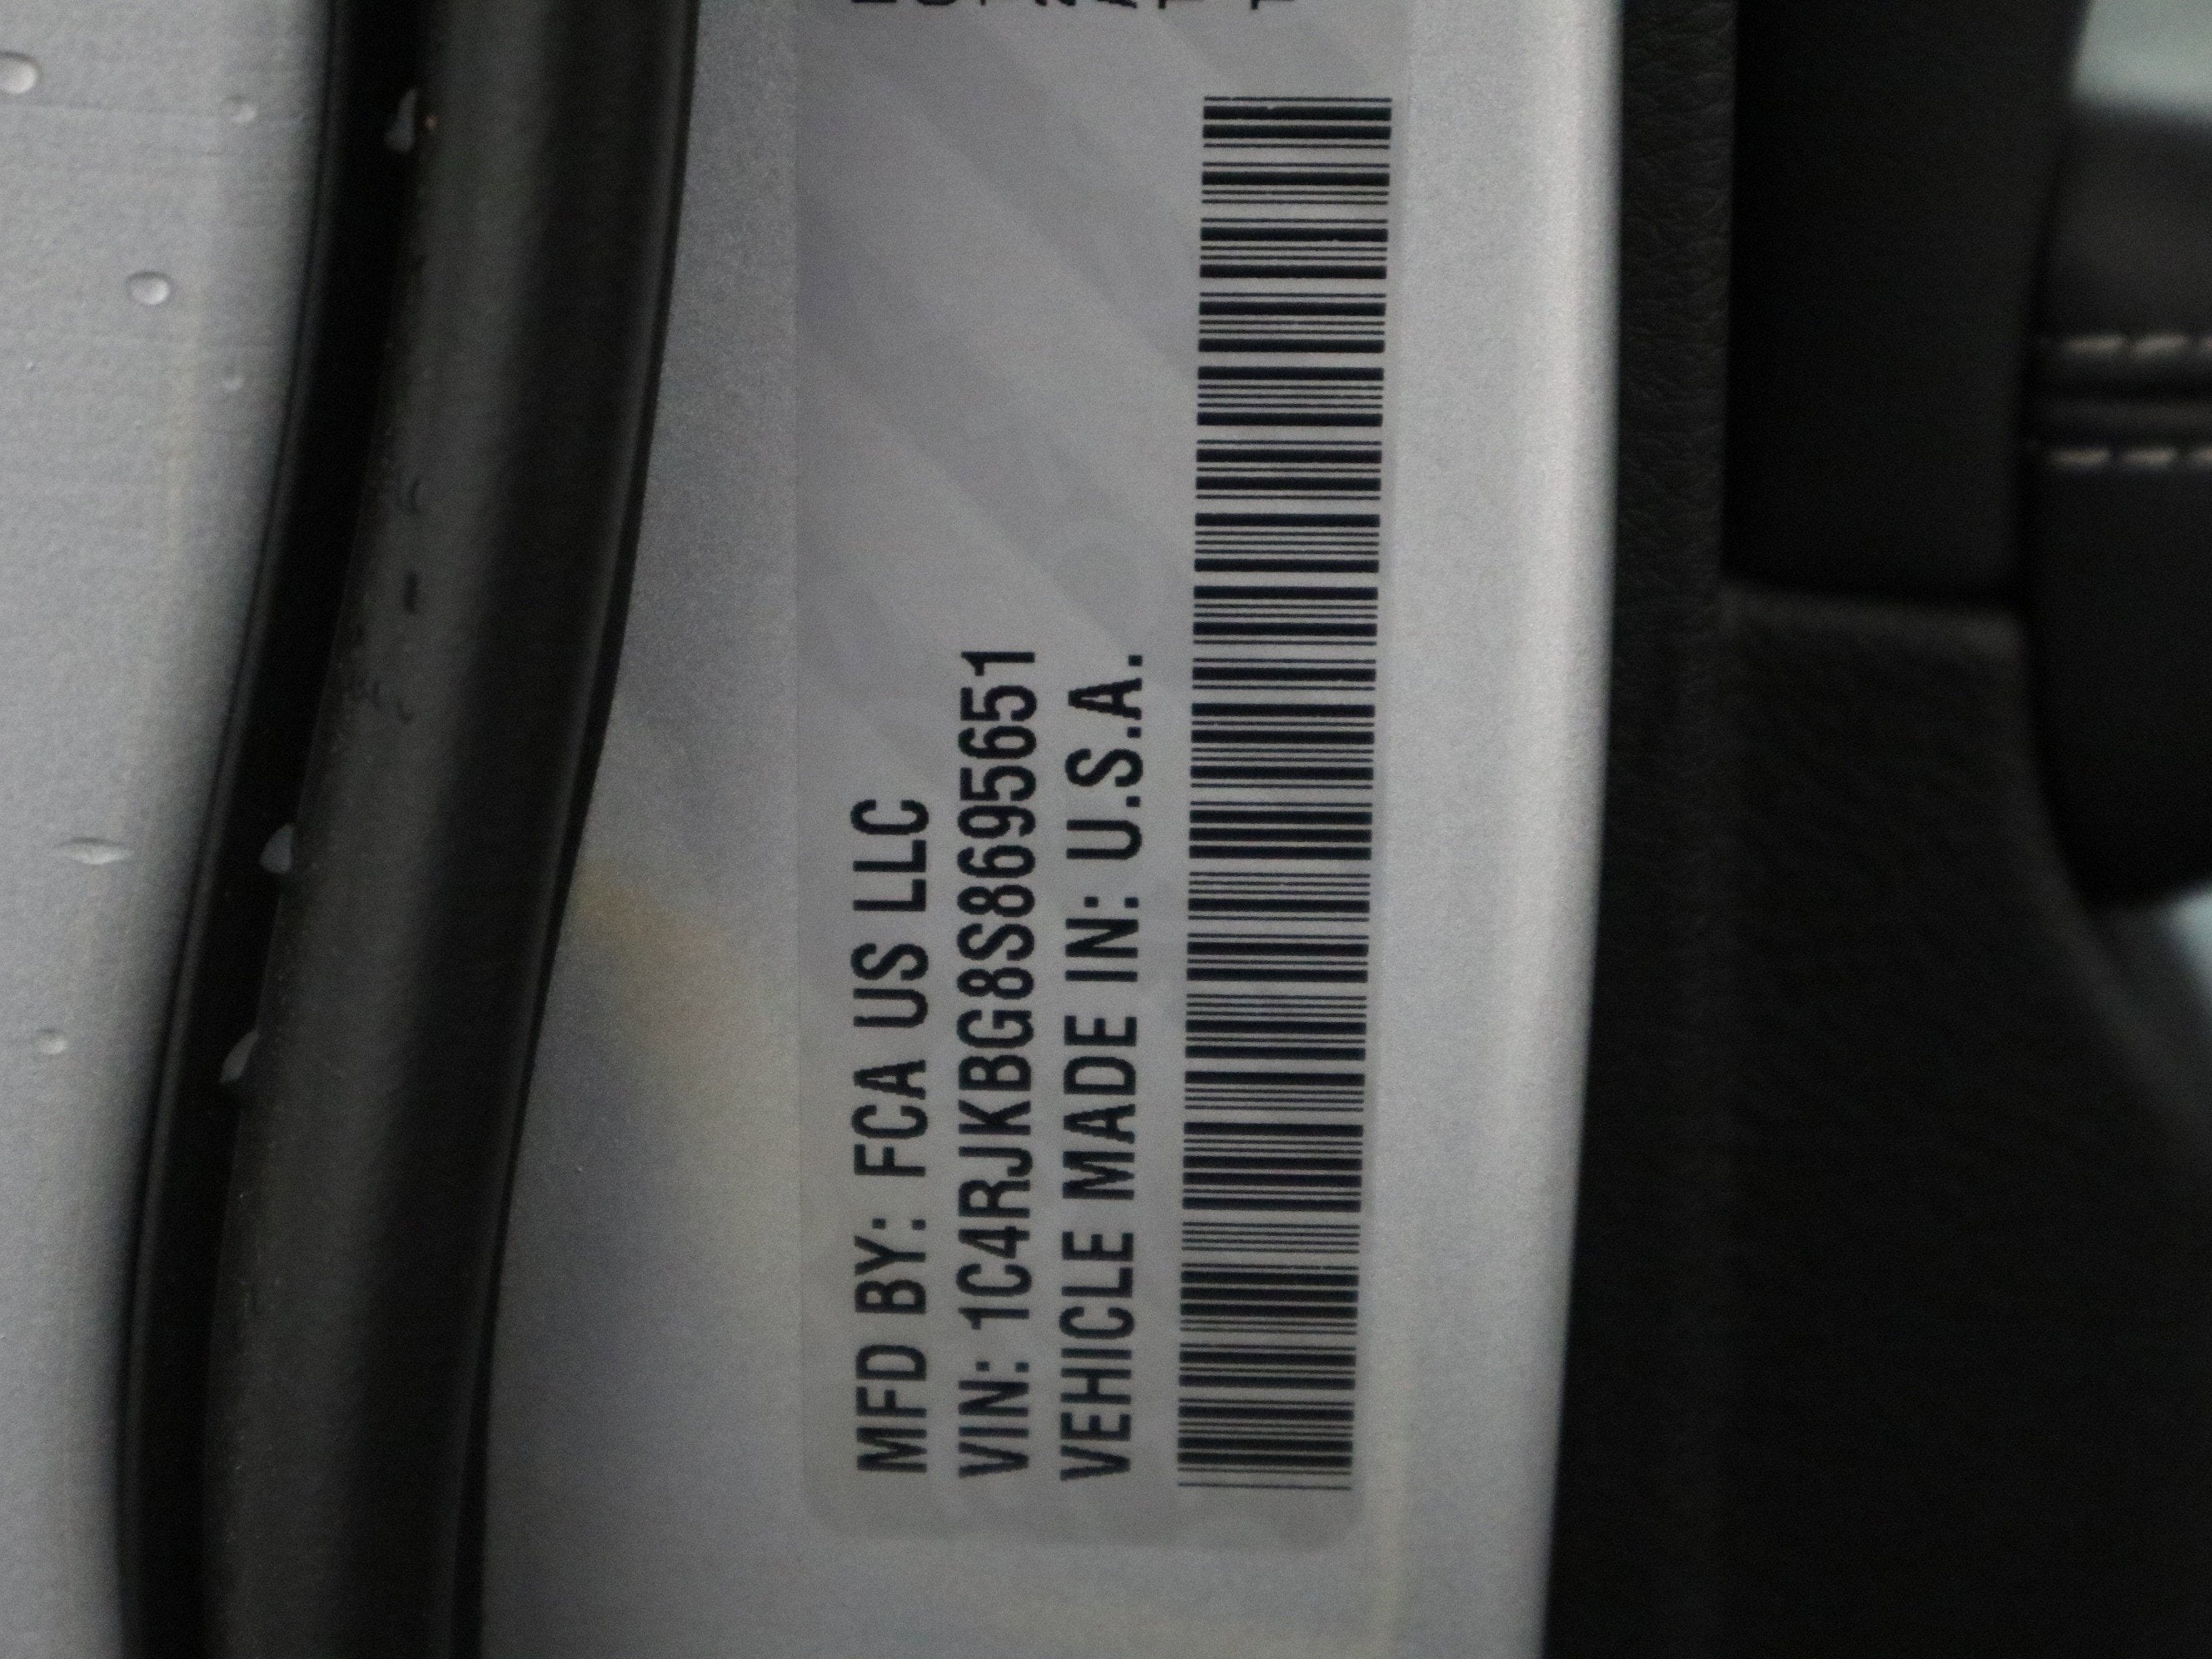 MFD BY: FCA US LLC
VIN: 1C4RJKBG8S8695651
VEHICLE MADE IN: U.S.A.